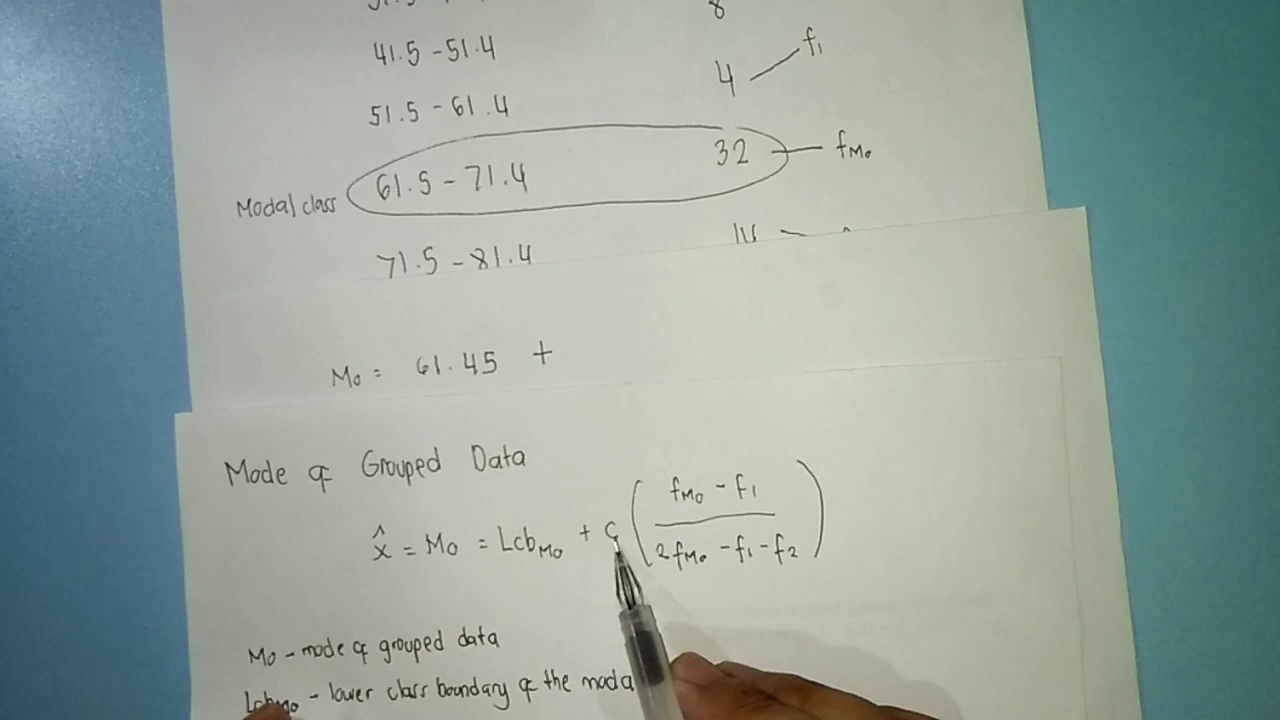 8
41.5 - 51.4 4 f1
51.5 - 61.4
Modal class 61.5 - 71.4 32 fMo
71.5 - 81.4
Mo = 61.45 +
Mode of Grouped Data
x̂ = Mo = LcbMo + c ( fMo - f1 / 2fMo - f1 - f2 )
Mo - mode of grouped data
LcbMo - lower class boundary of the moda